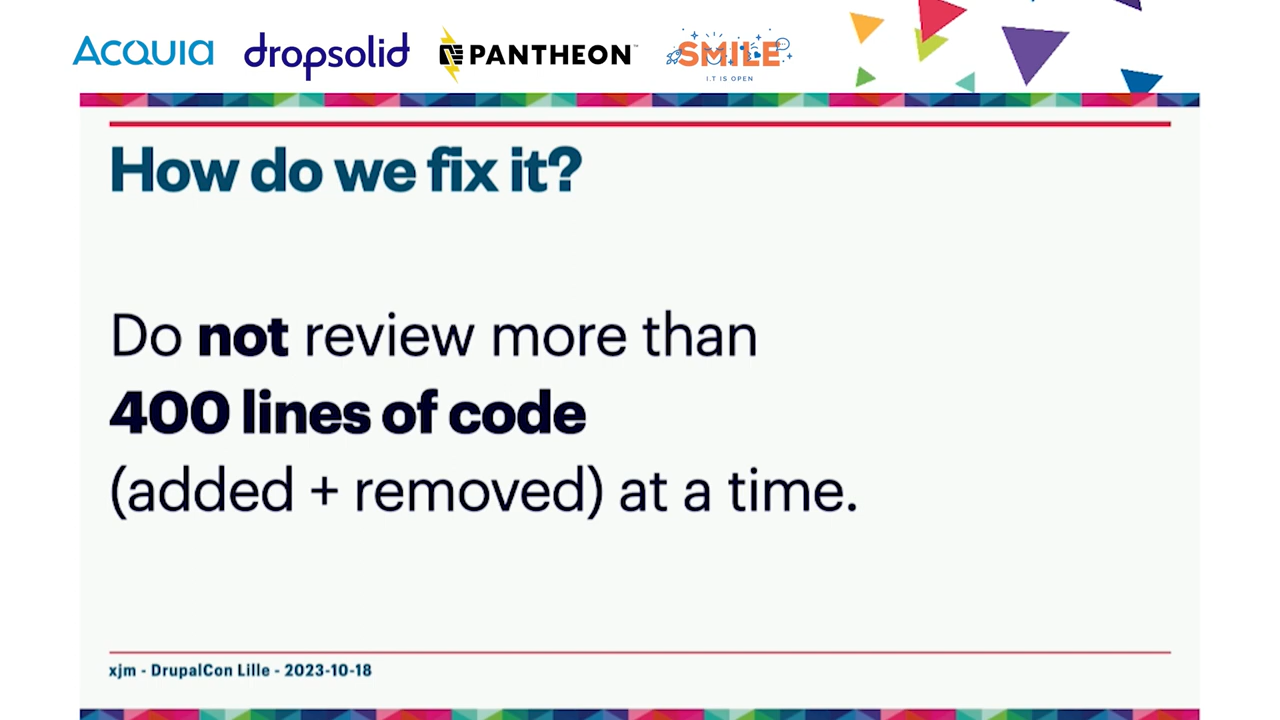 ACQUIA dropsolid PANTHEON SMILE
I.T IS OPEN
How do we fix it?
Do not review more than
400 lines of code
(added + removed) at a time.
xjm - DrupalCon Lille - 2023-10-18